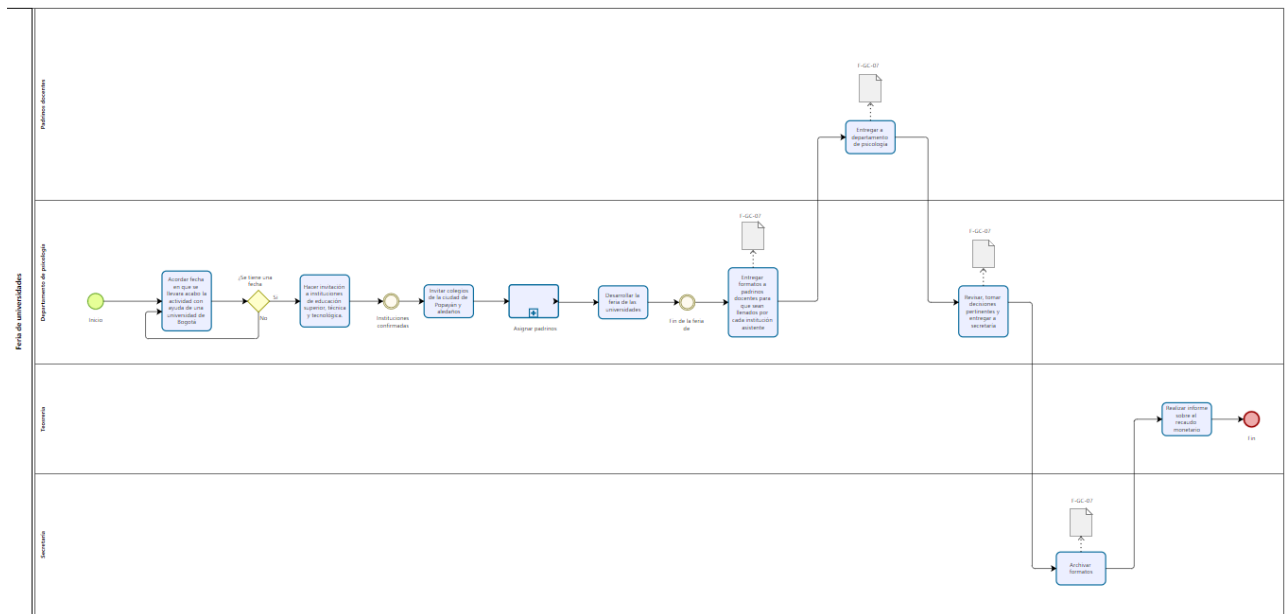 Feria de universidades
Padrinos docentes
F-GC-07
Entregar a
departamento
de psicología
Departamento de psicología
Inicio
Acordar fecha
en que se
llevara acabo la
actividad con
ayuda de una
universidad de
Bogotá
¿Se tiene una
fecha
Si
No
Hacer invitación
a instituciones
de educación
superior, técnica
y tecnológica.
Instituciones
confirmadas
Invitar colegios
de la ciudad de
Popayán y
aledaños
Asignar padrinos
Desarrollar la
feria de las
universidades
Fin de la feria
de
F-GC-07
Entregar
formatos a
padrinos
docentes para
que sean
llenados por
cada institución
asistente
F-GC-07
Revisar, tomar
decisiones
pertinentes y
entregar a
secretaria
Tesorería
Realizar informe
sobre el
recaudo
monetario
Fin
Secretaría
F-GC-07
Archivar
formatos